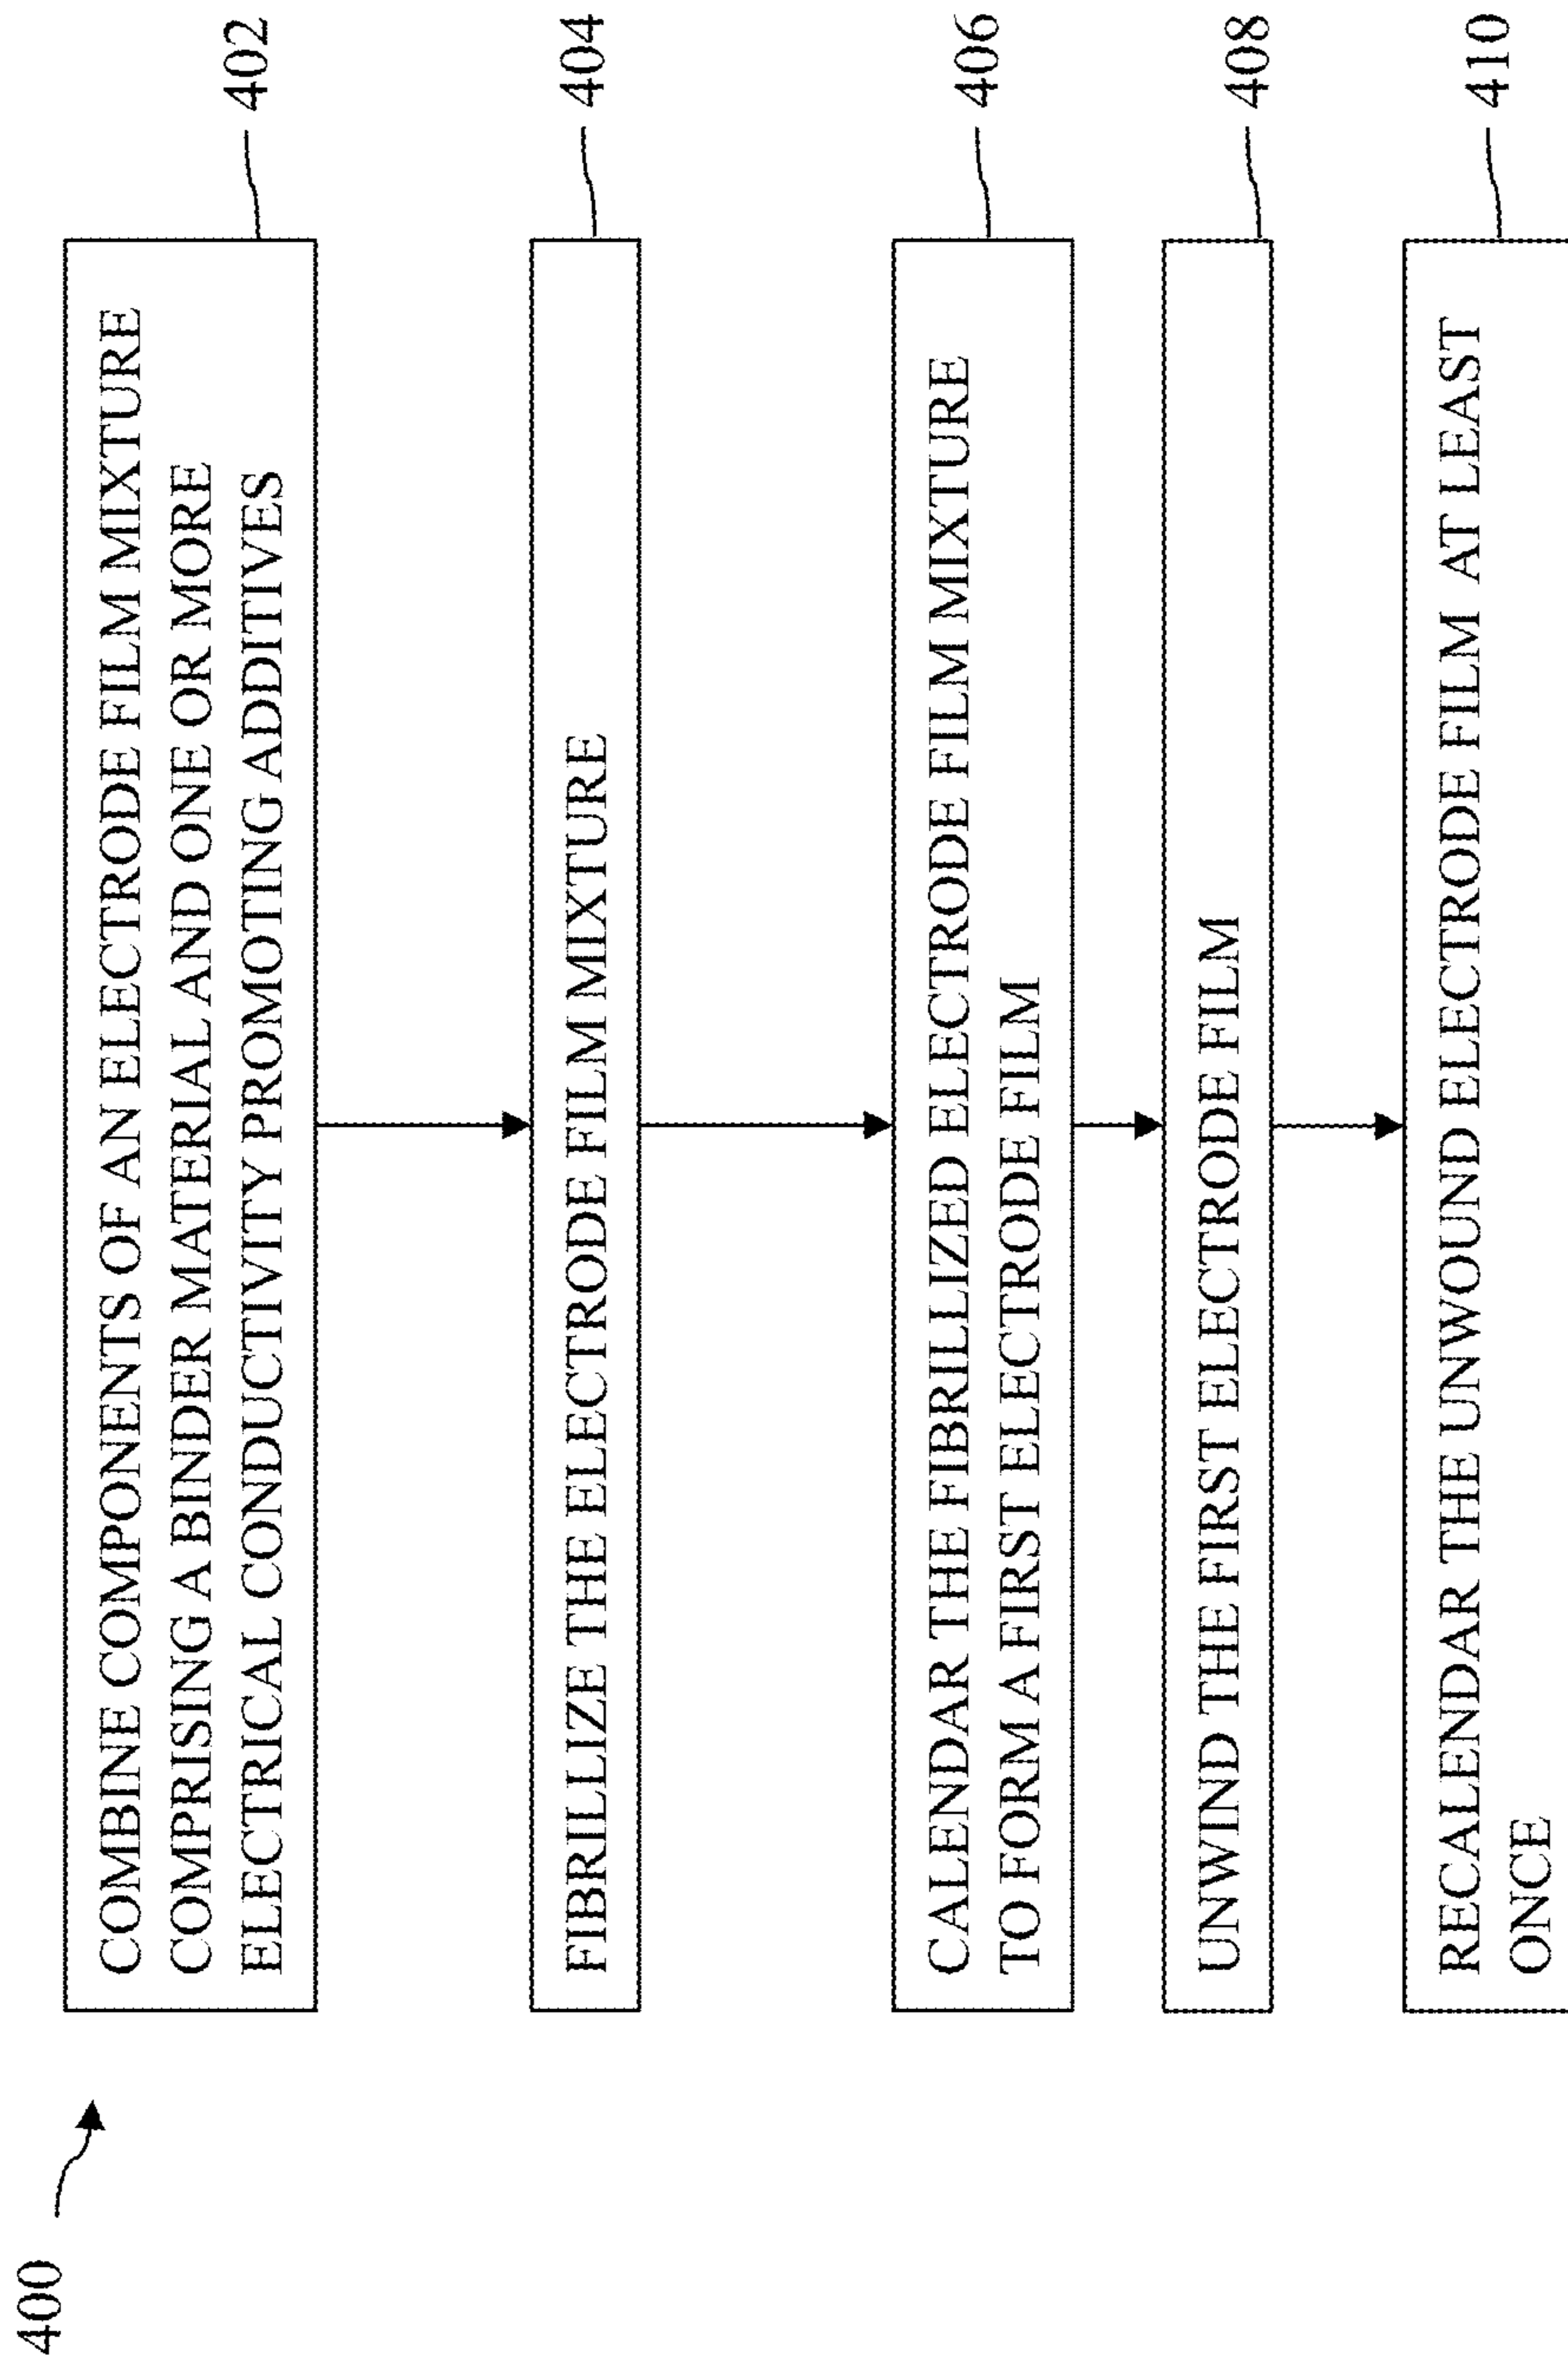 400
COMBINE COMPONENTS OF AN ELECTRODE FILM MIXTURE
COMPRISING A BINDER MATERIAL AND ONE OR MORE
ELECTRICAL CONDUCTIVITY PROMOTING ADDITIVES
402
FIBRILLIZE THE ELECTRODE FILM MIXTURE
404
CALENDAR THE FIBRILLIZED ELECTRODE FILM MIXTURE
TO FORM A FIRST ELECTRODE FILM
406
UNWIND THE FIRST ELECTRODE FILM
408
RECALENDAR THE UNWOUND ELECTRODE FILM AT LEAST
ONCE
410